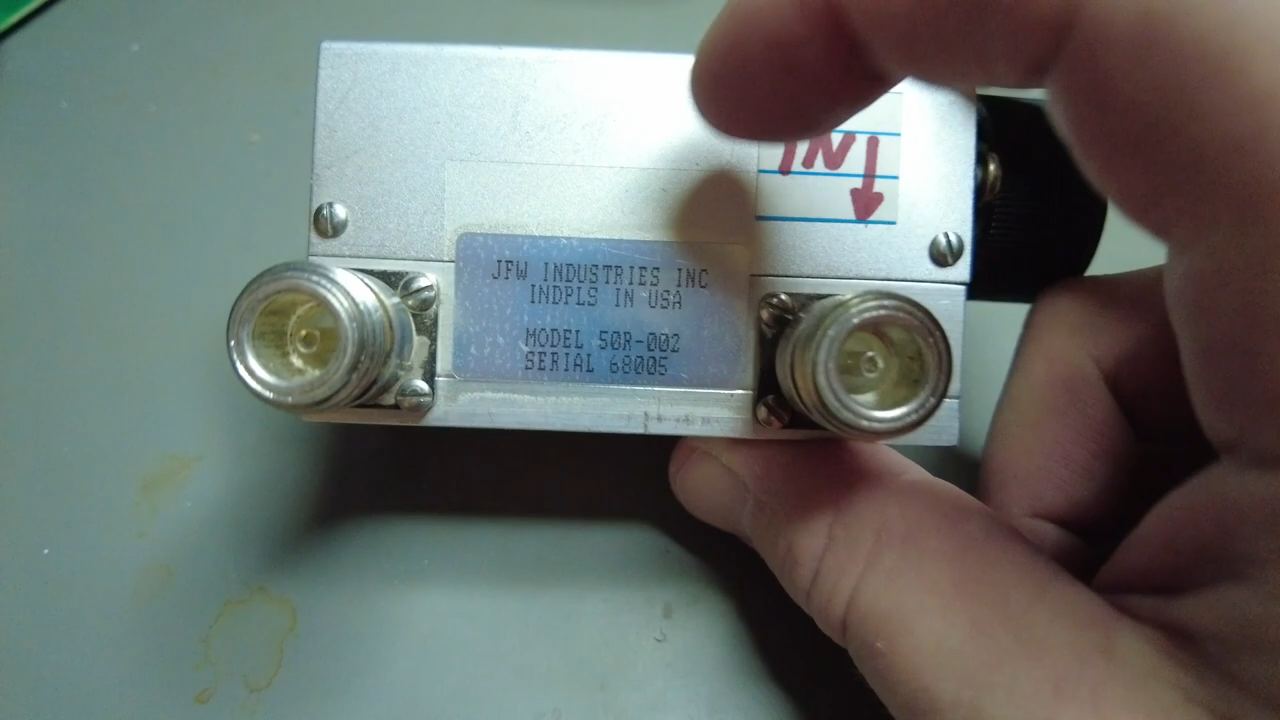 IN
JFW INDUSTRIES INC
INDPLS IN USA
MODEL 50R-002
SERIAL 68005